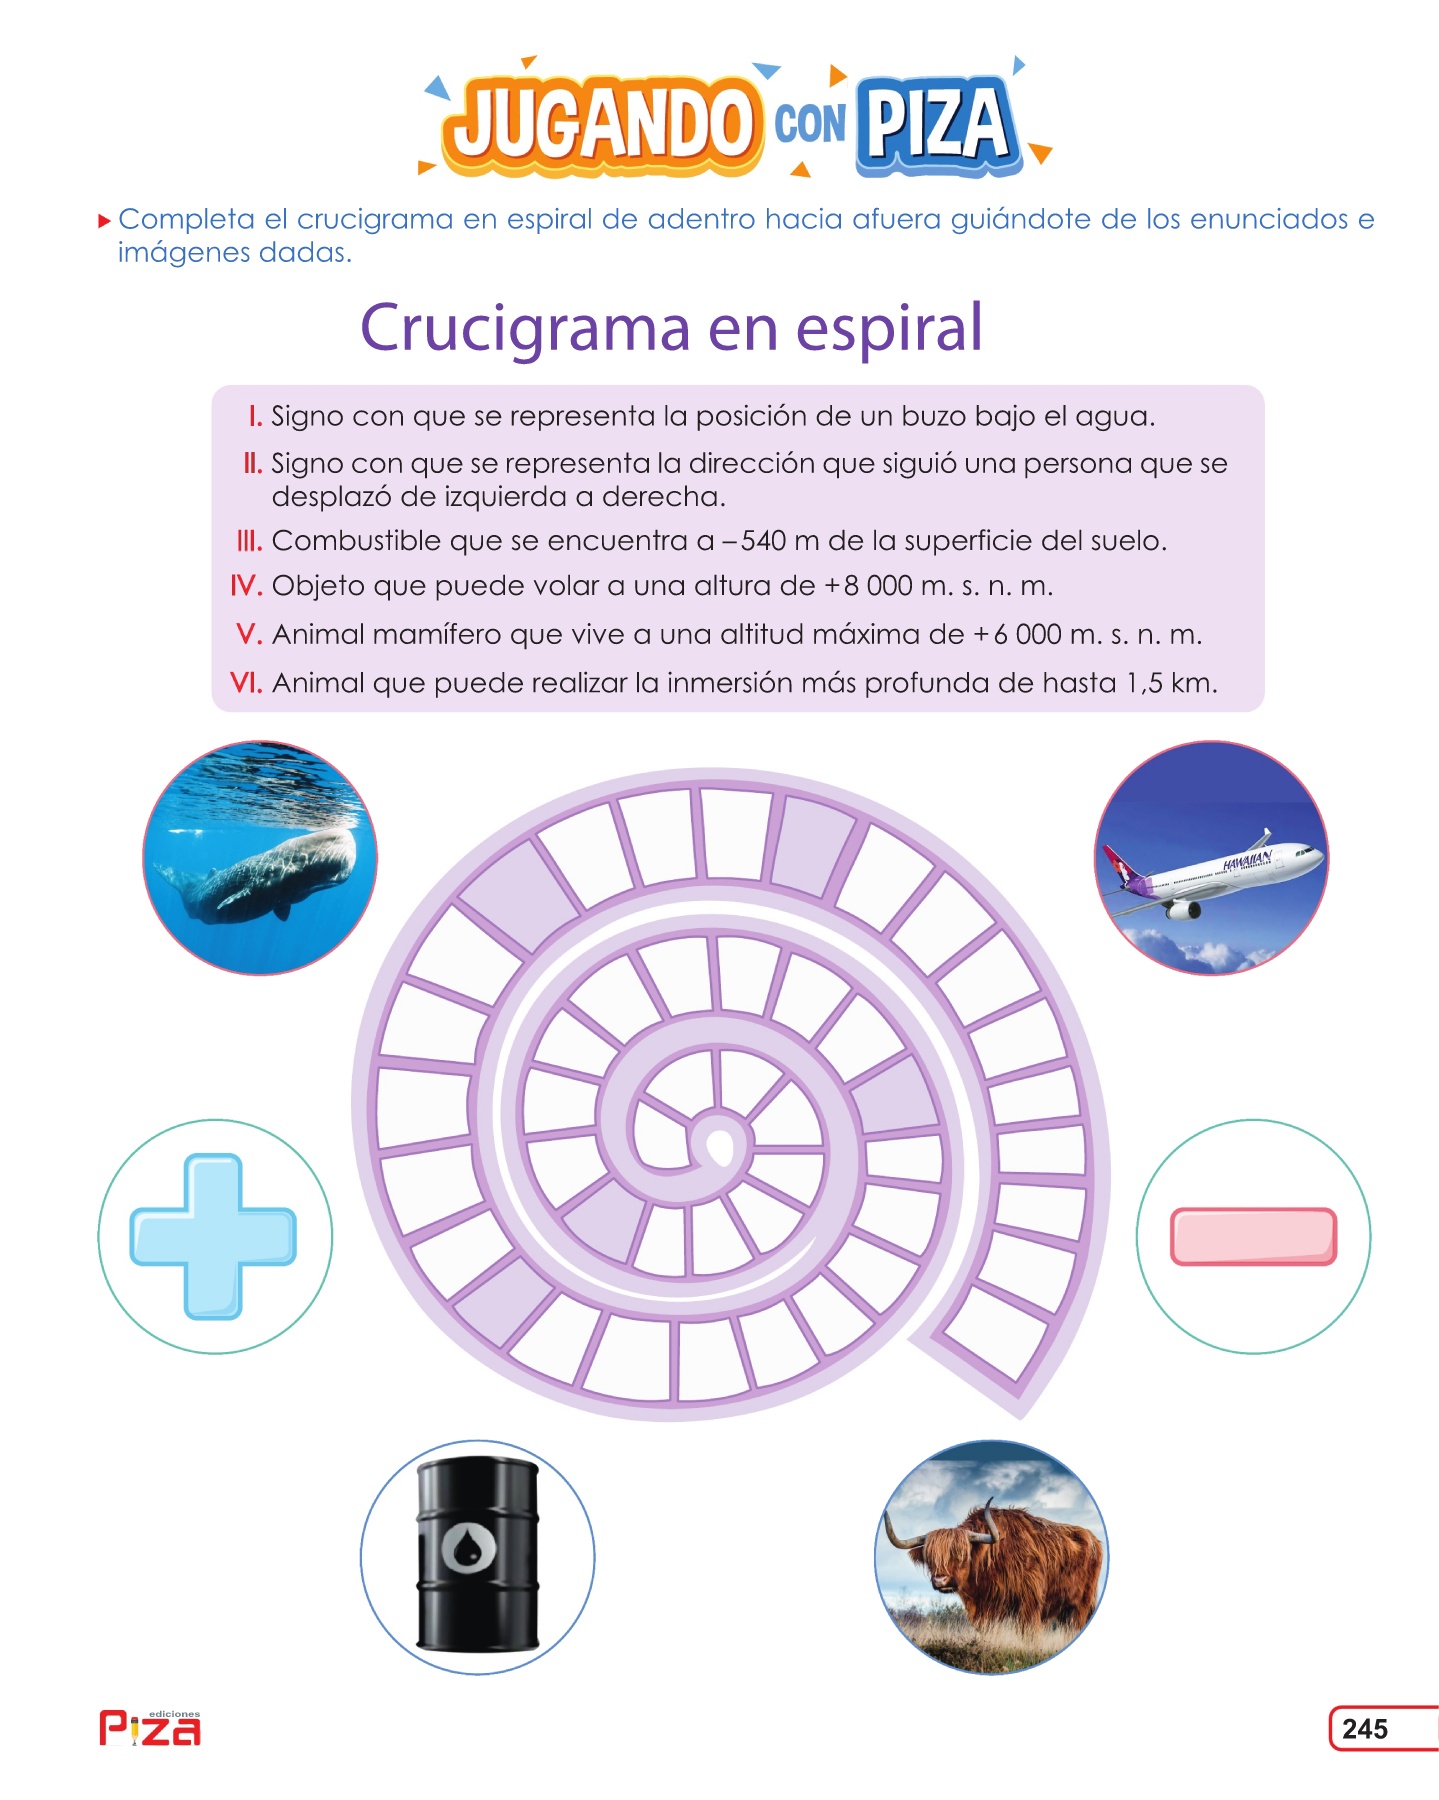 JUGANDO CON PIZA
Completa el crucigrama en espiral de adentro hacia afuera guiándote de los enunciados e
imágenes dadas.
Crucigrama en espiral
I. Signo con que se representa la posición de un buzo bajo el agua.
II. Signo con que se representa la dirección que siguió una persona que se
desplazó de izquierda a derecha.
III. Combustible que se encuentra a –540 m de la superficie del suelo.
IV. Objeto que puede volar a una altura de +8 000 m. s. n. m.
V. Animal mamífero que vive a una altitud máxima de +6 000 m. s. n. m.
VI. Animal que puede realizar la inmersión más profunda de hasta 1,5 km.
HAWAIIAN
ediciones
Piza
245